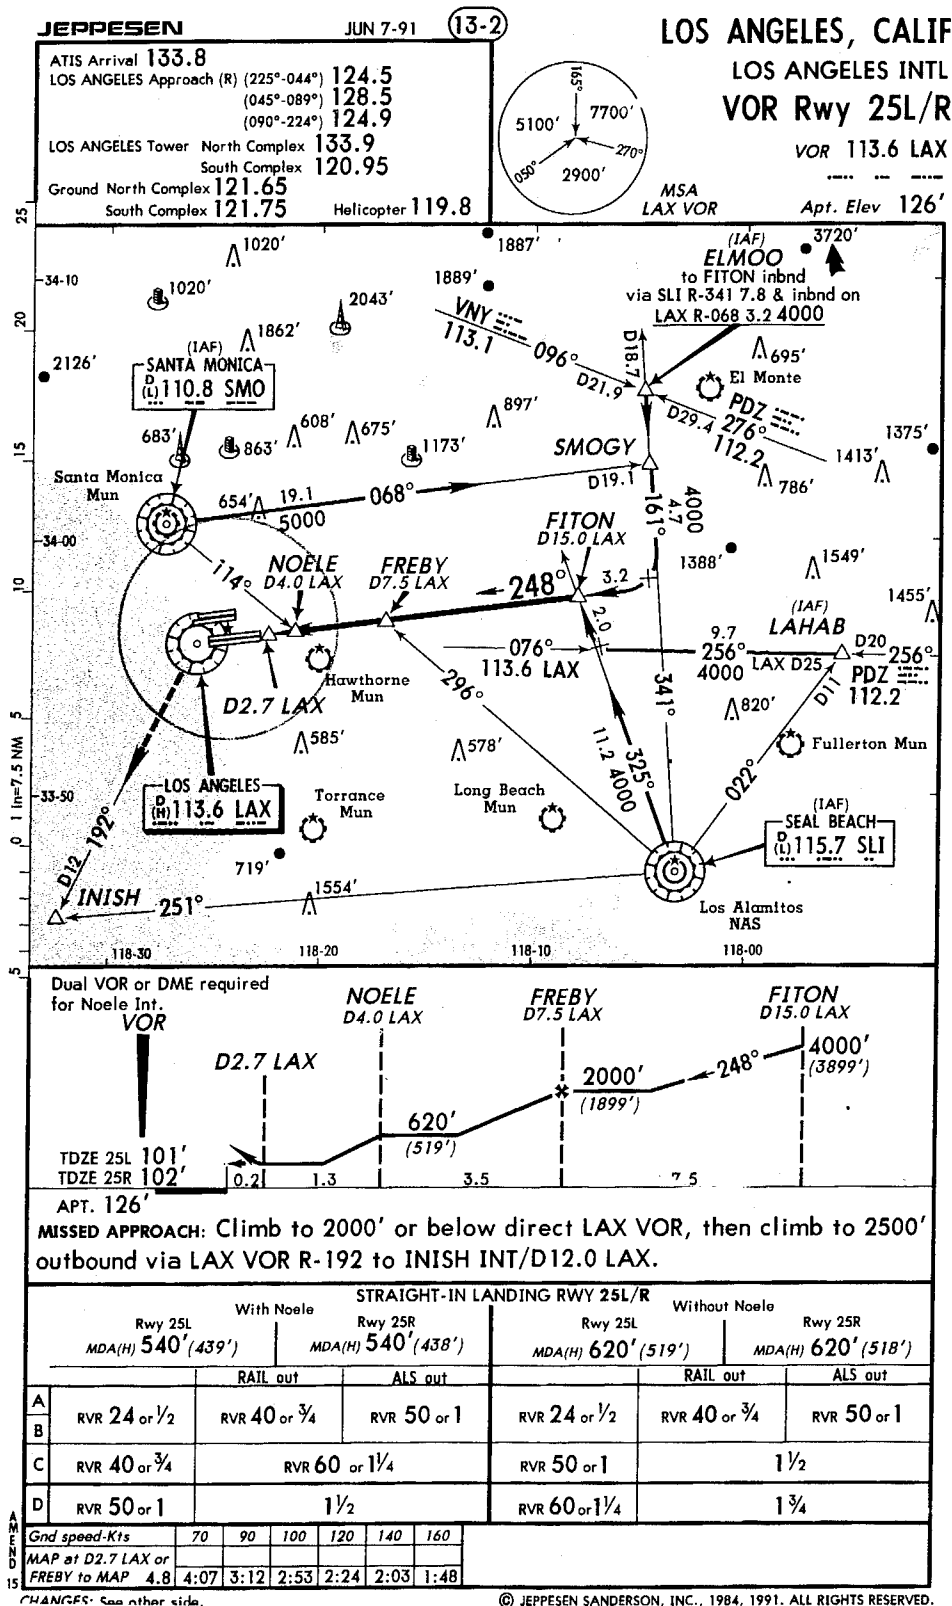 JEPPESEN JUN 7-91 13-2 LOS ANGELES, CALIF
LOS ANGELES INTL
VOR Rwy 25L/R
VOR 113.6 LAX
Apt. Elev 126'
ATIS Arrival 133.8
LOS ANGELES Approach (R) (225°-044°) 124.5
(045°-089°) 128.5
(090°-224°) 124.9
LOS ANGELES Tower North Complex 133.9
South Complex 120.95
Ground North Complex 121.65
South Complex 121.75 Helicopter 119.8
165°
5100' 7700'
050° 270°
2900'
MSA
LAX VOR
25
1020' 1887' 3720'
(IAF)
ELMOO
to FITON inbnd
via SLI R-341 7.8 & inbnd on
LAX R-068 3.2 4000
34-10
1020' 2043' 1889'
20
VNY
113.1
096°
D21.9
D18.7
1862'
695'
2126'
(IAF)
SANTA MONICA
D
(L) 110.8 SMO
El Monte
PDZ
276°
112.2
D29.4
608' 675' 897'
683' 863' 1173'
SMOGY
D19.1
1375'
1413'
786'
15
Santa Monica
Mun
654' 19.1
5000
068°
161°
4000
4.7
34-00
FITON
D15.0 LAX
1388'
1549'
114°
NOELE
D4.0 LAX
FREBY
D7.5 LAX
248°
3.2
10
1455'
(IAF)
LAHAB
2.0
076°
113.6 LAX
9.7
256°
4000
LAX D25
D20
256°
PDZ
112.2
D11
Hawthorne
Mun
D2.7 LAX
296°
341°
820'
5
585' 578'
Fullerton Mun
325°
11.2 4000
022°
LOS ANGELES
D
(H) 113.6 LAX
Torrance
Mun
Long Beach
Mun
33-50
(IAF)
SEAL BEACH
D
(L) 115.7 SLI
1 In=7.5 NM
0
192°
D12
719'
INISH
251°
1554'
Los Alamitos
NAS
118-30 118-20 118-10 118-00
5
Dual VOR or DME required
for Noele Int.
VOR
D2.7 LAX
NOELE
D4.0 LAX
FREBY
D7.5 LAX
FITON
D15.0 LAX
4000'
(3899')
248°
2000'
(1899')
620'
(519')
TDZE 25L 101'
TDZE 25R 102'
0.2 1.3 3.5 7.5
APT. 126'
MISSED APPROACH: Climb to 2000' or below direct LAX VOR, then climb to 2500'
outbound via LAX VOR R-192 to INISH INT/D12.0 LAX.
STRAIGHT-IN LANDING RWY 25L/R
With Noele Without Noele
Rwy 25L Rwy 25R Rwy 25L Rwy 25R
MDA(H) 540' (439') MDA(H) 540' (438') MDA(H) 620' (519') MDA(H) 620' (518')
RAIL out ALS out RAIL out ALS out
A
B
RVR 24 or 1/2 RVR 40 or 3/4 RVR 50 or 1 RVR 24 or 1/2 RVR 40 or 3/4 RVR 50 or 1
C RVR 40 or 3/4 RVR 60 or 1 1/4 RVR 50 or 1 1 1/2
D RVR 50 or 1 1 1/2 RVR 60 or 1 1/4 1 3/4
Gnd speed-Kts 70 90 100 120 140 160
MAP at D2.7 LAX or
FREBY to MAP 4.8 4:07 3:12 2:53 2:24 2:03 1:48
AMEND
15
CHANGES: See other side.
© JEPPESEN SANDERSON, INC., 1984, 1991. ALL RIGHTS RESERVED.